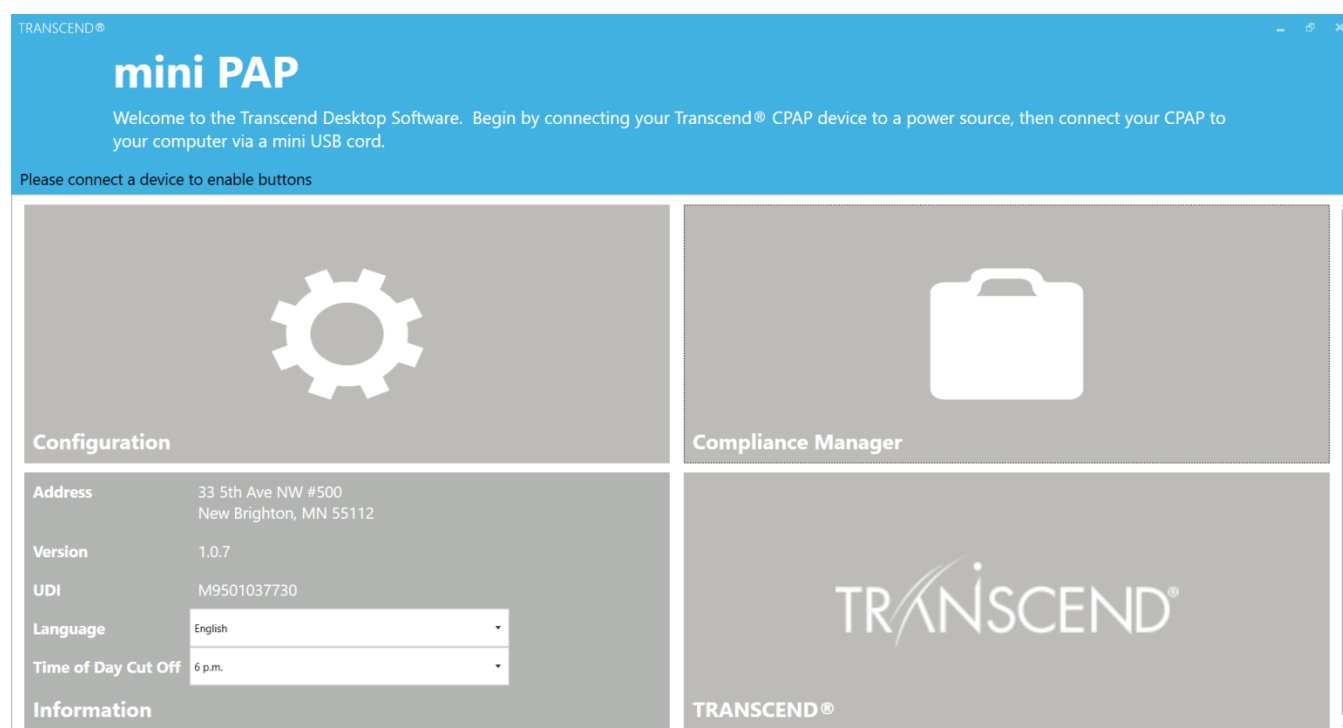 TRANSCEND®
mini PAP
Welcome to the Transcend Desktop Software. Begin by connecting your Transcend® CPAP device to a power source, then connect your CPAP to
your computer via a mini USB cord.
Please connect a device to enable buttons
Configuration
Compliance Manager
Address 33 5th Ave NW #500
New Brighton, MN 55112
Version 1.0.7
UDI M9501037730
Language English
Time of Day Cut Off 6 p.m.
Information
TRANSCEND®
TRANSCEND®